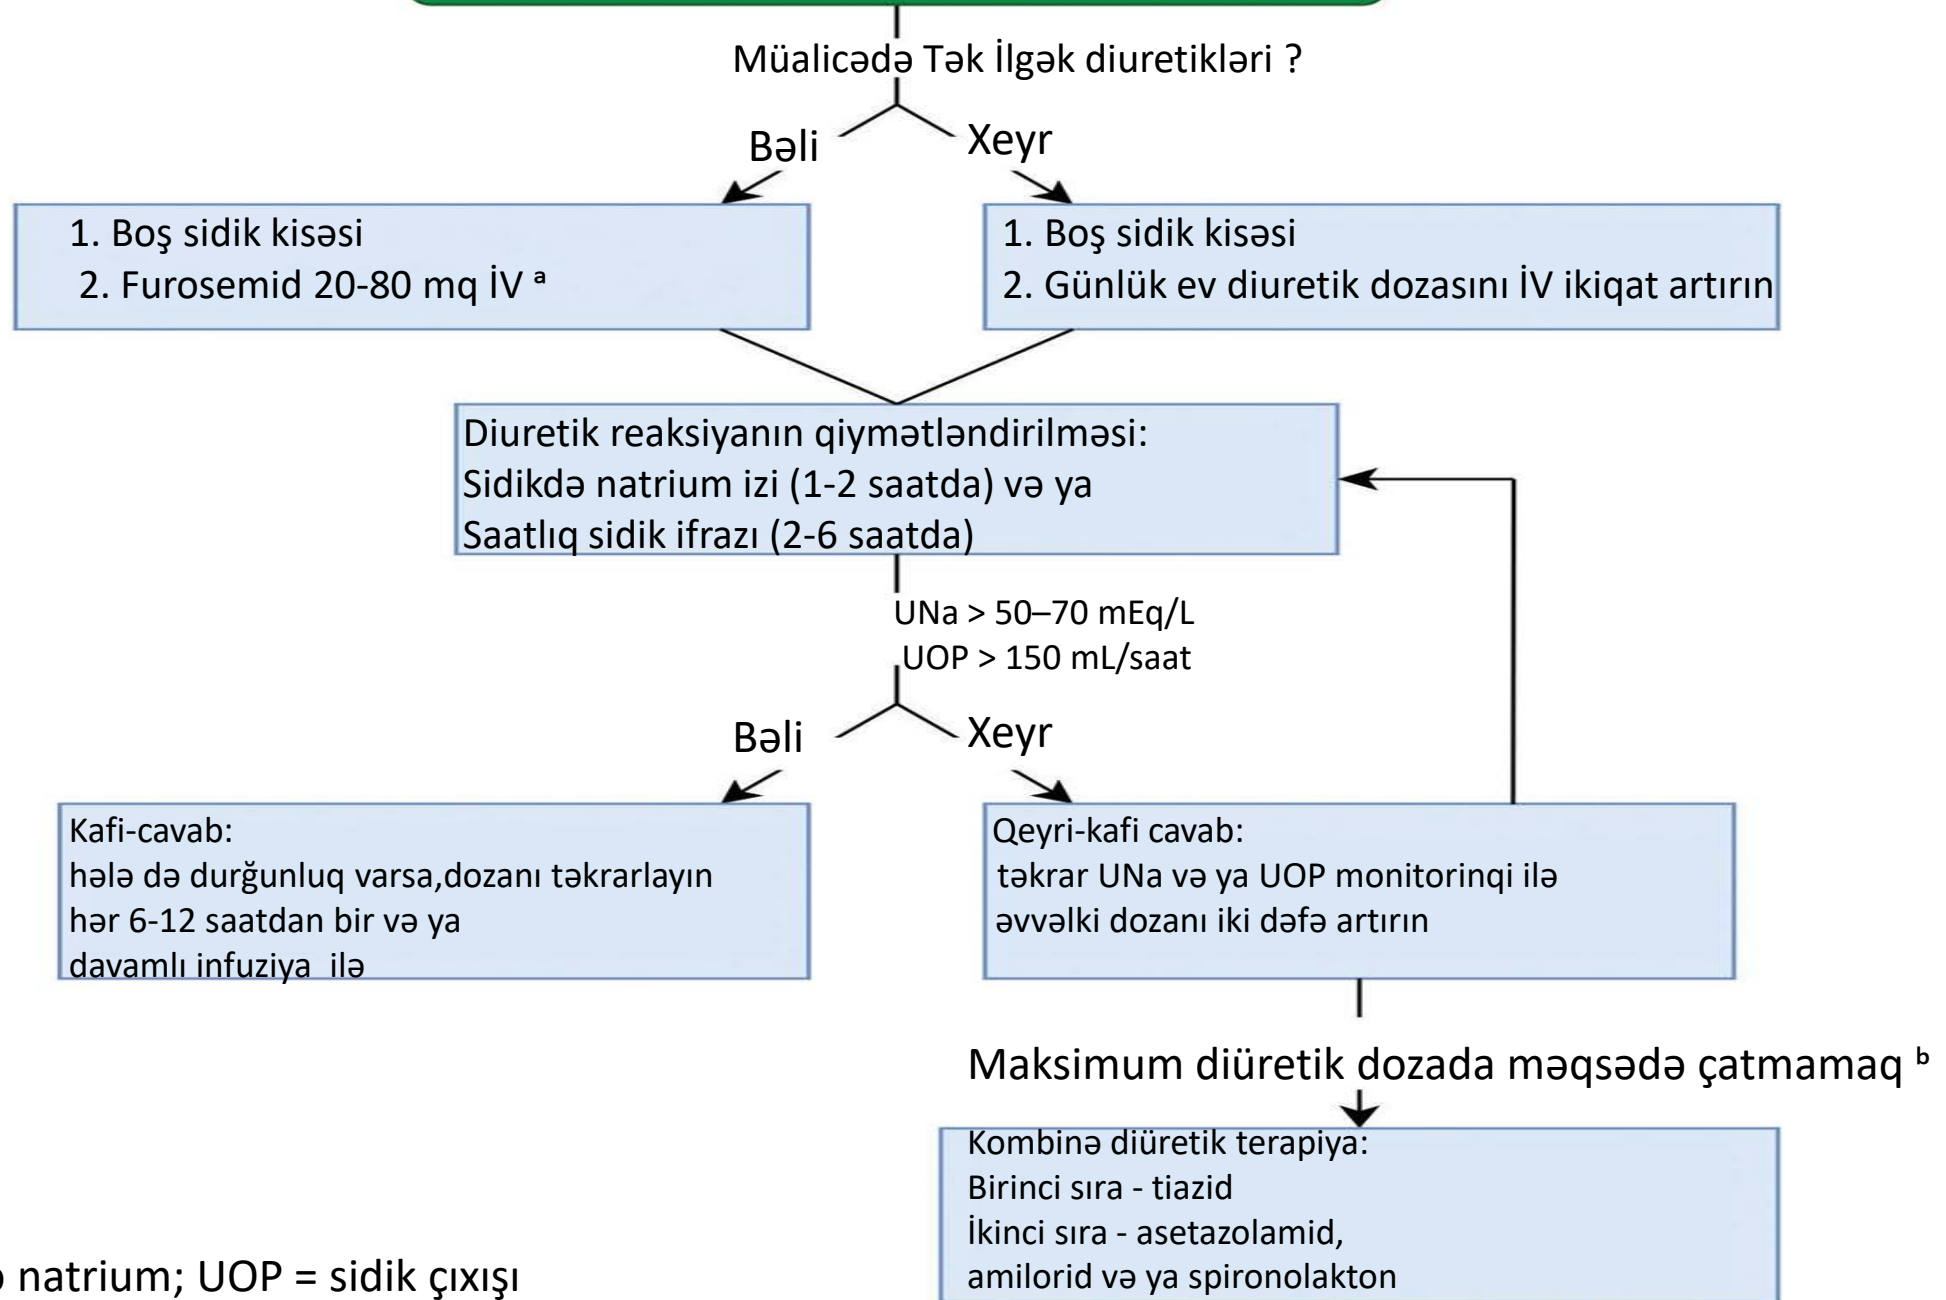 Müalicədə Tək İlgək diuretikləri ?
Bəli
Xeyr
1. Boş sidik kisəsi
2. Furosemid 20-80 mq İV ᵃ
1. Boş sidik kisəsi
2. Günlük ev diuretik dozasını İV ikiqat artırın
Diuretik reaksiyanın qiymətləndirilməsi:
Sidikdə natrium izi (1-2 saatda) və ya
Saatlıq sidik ifrazı (2-6 saatda)
UNa > 50–70 mEq/L
UOP > 150 mL/saat
Bəli
Xeyr
Kafi-cavab:
hələ də durğunluq varsa,dozanı təkrarlayın
hər 6-12 saatdan bir və ya
davamlı infuziya ilə
Qeyri-kafi cavab:
təkrar UNa və ya UOP monitorinqi ilə
əvvəlki dozanı iki dəfə artırın
Maksimum diüretik dozada məqsədə çatmamaq ᵇ
Kombinə diüretik terapiya:
Birinci sıra - tiazid
İkinci sıra - asetazolamid,
amilorid və ya spironolakton
natrium; UOP = sidik çıxışı